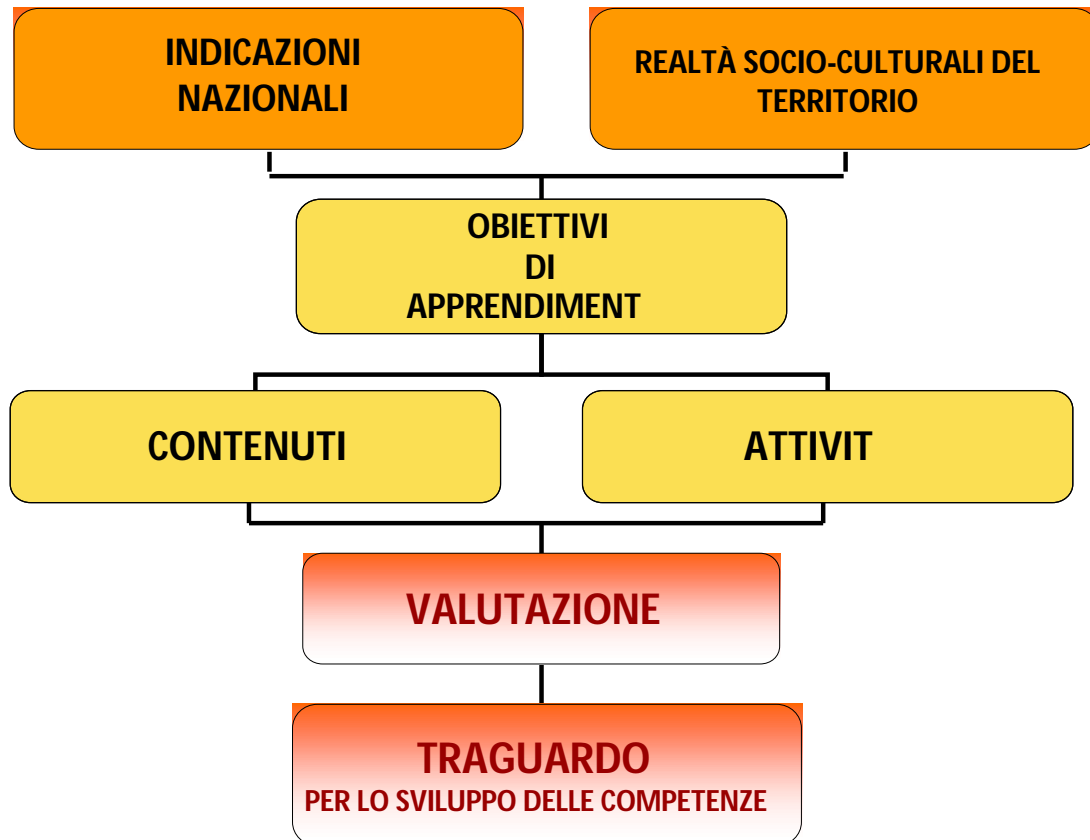 INDICAZIONI
NAZIONALI
REALTÀ SOCIO-CULTURALI DEL
TERRITORIO
OBIETTIVI
DI
APPRENDIMENT
CONTENUTI
ATTIVIT
VALUTAZIONE
TRAGUARDO
PER LO SVILUPPO DELLE COMPETENZE